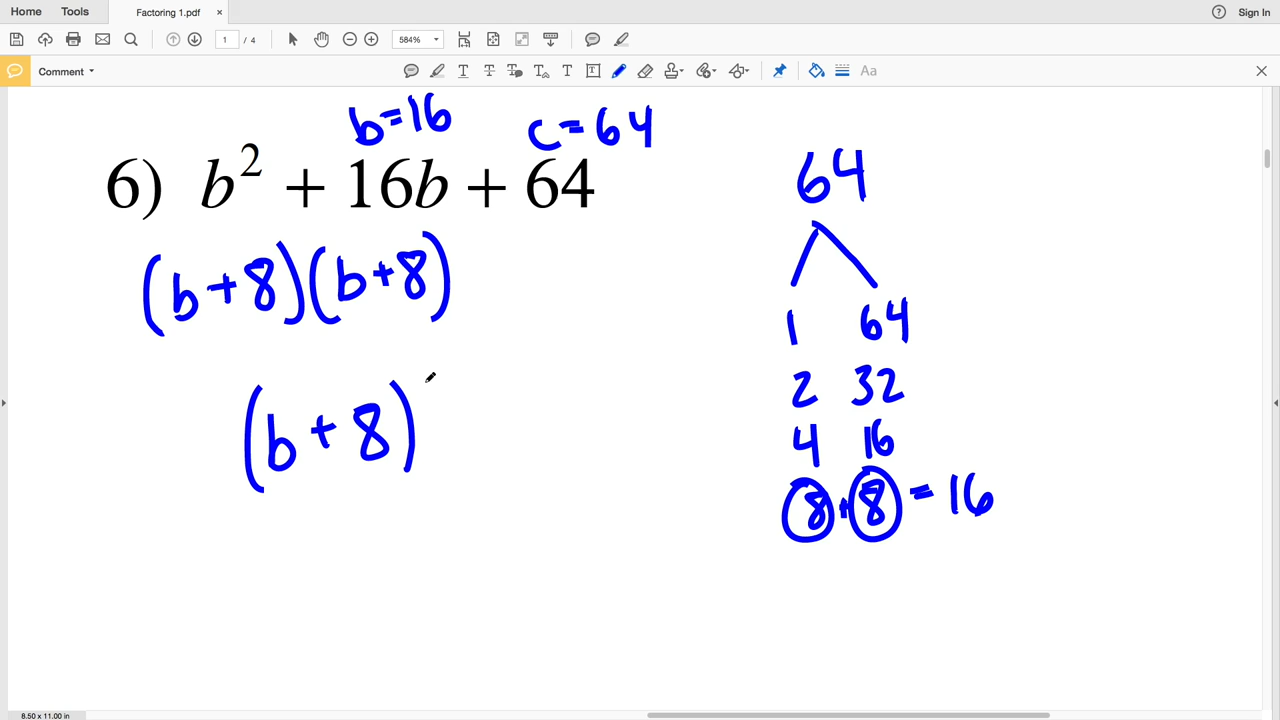 Home Tools Factoring 1.pdf × ? Sign In
1 / 4 584%
Comment Aa
b=16 c=64
6) b² + 16b + 64
(b+8)(b+8)
(b+8)
64
1 64
2 32
4 16
8+8=16
8.50 x 11.00 in